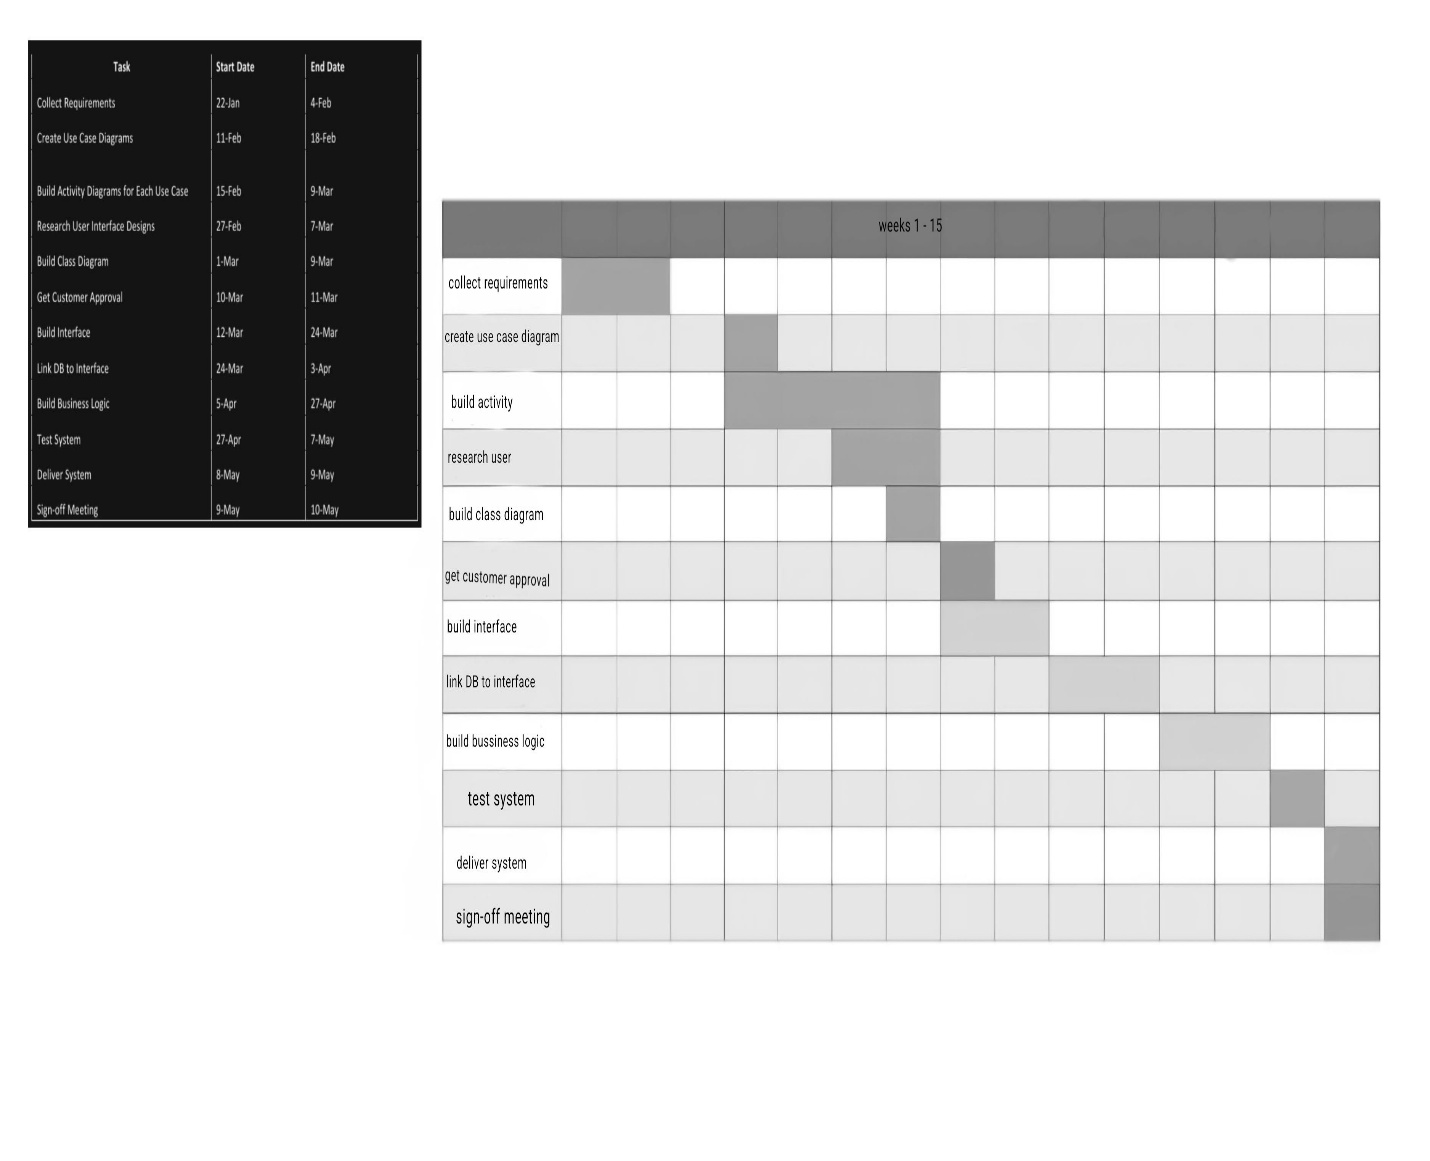 Task Start Date End Date
Collect Requirements 22-Jan 4-Feb
Create Use Case Diagrams 11-Feb 18-Feb
Build Activity Diagrams for Each Use Case 15-Feb 9-Mar
Research User Interface Designs 27-Feb 7-Mar
Build Class Diagram 1-Mar 9-Mar
Get Customer Approval 10-Mar 11-Mar
Build Interface 12-Mar 24-Mar
Link DB to Interface 24-Mar 3-Apr
Build Business Logic 5-Apr 27-Apr
Test System 27-Apr 7-May
Deliver System 8-May 9-May
Sign-off Meeting 9-May 10-May
weeks 1 - 15
collect requirements
create use case diagram
build activity
research user
build class diagram
get customer approval
build interface
link DB to interface
build bussiness logic
test system
deliver system
sign-off meeting